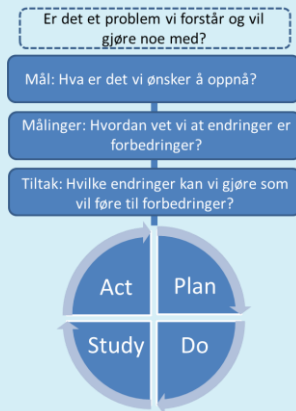 Er det et problem vi forstår og vil
gjøre noe med?
Mål: Hva er det vi ønsker å oppnå?
Målinger: Hvordan vet vi at endringer er
forbedringer?
Tiltak: Hvilke endringer kan vi gjøre som
vil føre til forbedringer?
Act Plan
Study Do